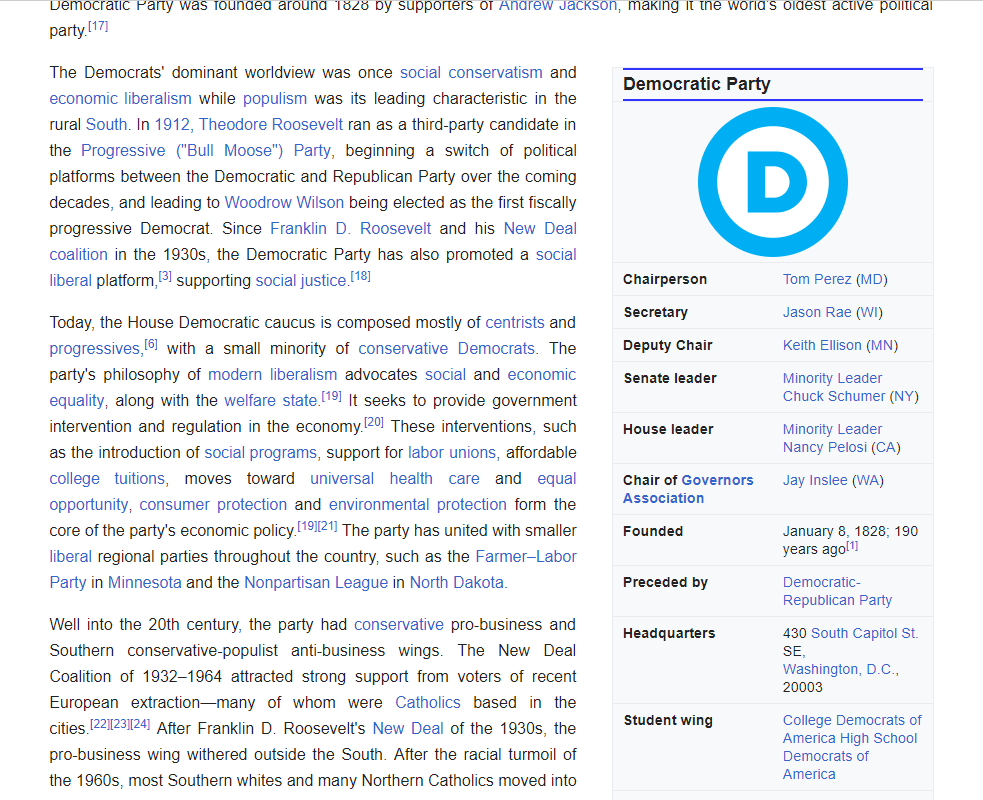 Democratic Party was founded around 1828 by supporters of Andrew Jackson, making it the world's oldest active political
party.[17]
The Democrats' dominant worldview was once social conservatism and
economic liberalism while populism was its leading characteristic in the
rural South. In 1912, Theodore Roosevelt ran as a third-party candidate in
the Progressive ("Bull Moose") Party, beginning a switch of political
platforms between the Democratic and Republican Party over the coming
decades, and leading to Woodrow Wilson being elected as the first fiscally
progressive Democrat. Since Franklin D. Roosevelt and his New Deal
coalition in the 1930s, the Democratic Party has also promoted a social
liberal platform,[3] supporting social justice.[18]
Today, the House Democratic caucus is composed mostly of centrists and
progressives,[6] with a small minority of conservative Democrats. The
party's philosophy of modern liberalism advocates social and economic
equality, along with the welfare state.[19] It seeks to provide government
intervention and regulation in the economy.[20] These interventions, such
as the introduction of social programs, support for labor unions, affordable
college tuitions, moves toward universal health care and equal
opportunity, consumer protection and environmental protection form the
core of the party's economic policy.[19][21] The party has united with smaller
liberal regional parties throughout the country, such as the Farmer–Labor
Party in Minnesota and the Nonpartisan League in North Dakota.
Well into the 20th century, the party had conservative pro-business and
Southern conservative-populist anti-business wings. The New Deal
Coalition of 1932–1964 attracted strong support from voters of recent
European extraction—many of whom were Catholics based in the
cities.[22][23][24] After Franklin D. Roosevelt's New Deal of the 1930s, the
pro-business wing withered outside the South. After the racial turmoil of
the 1960s, most Southern whites and many Northern Catholics moved into
Democratic Party
D
Chairperson Tom Perez (MD)
Secretary Jason Rae (WI)
Deputy Chair Keith Ellison (MN)
Senate leader Minority Leader
Chuck Schumer (NY)
House leader Minority Leader
Nancy Pelosi (CA)
Chair of Governors Jay Inslee (WA)
Association
Founded January 8, 1828; 190
years ago[1]
Preceded by Democratic-
Republican Party
Headquarters 430 South Capitol St.
SE,
Washington, D.C.,
20003
Student wing College Democrats of
America High School
Democrats of
America